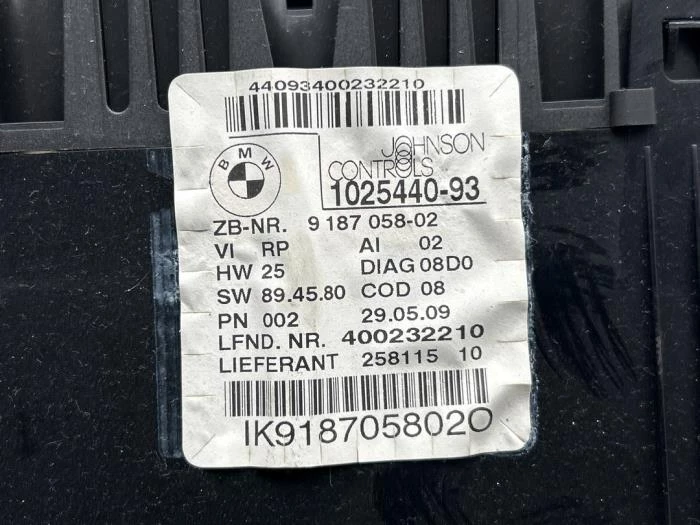 44093400232210
BMW
JOHNSON
CONTROLS
1025440-93
ZB-NR. 9 187 058-02
VI RP AI 02
HW 25 DIAG 08D0
SW 89.45.80 COD 08
PN 002 29.05.09
LFND. NR. 400232210
LIEFERANT 258115 10
IK918705802O